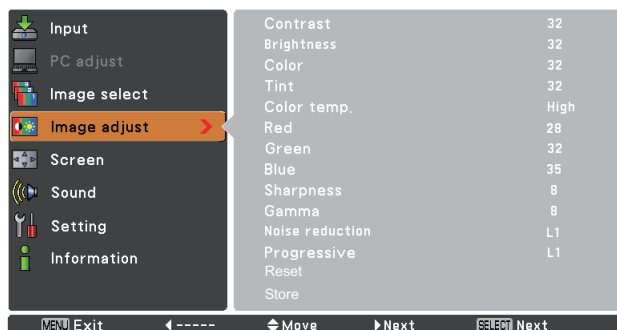 Input
PC adjust
Image select
Image adjust
Screen
Sound
Setting
Information
Contrast 32
Brightness 32
Color 32
Tint 32
Color temp. High
Red 28
Green 32
Blue 35
Sharpness 8
Gamma 8
Noise reduction L1
Progressive L1
Reset
Store
MENU Exit ----- Move Next SELECT Next